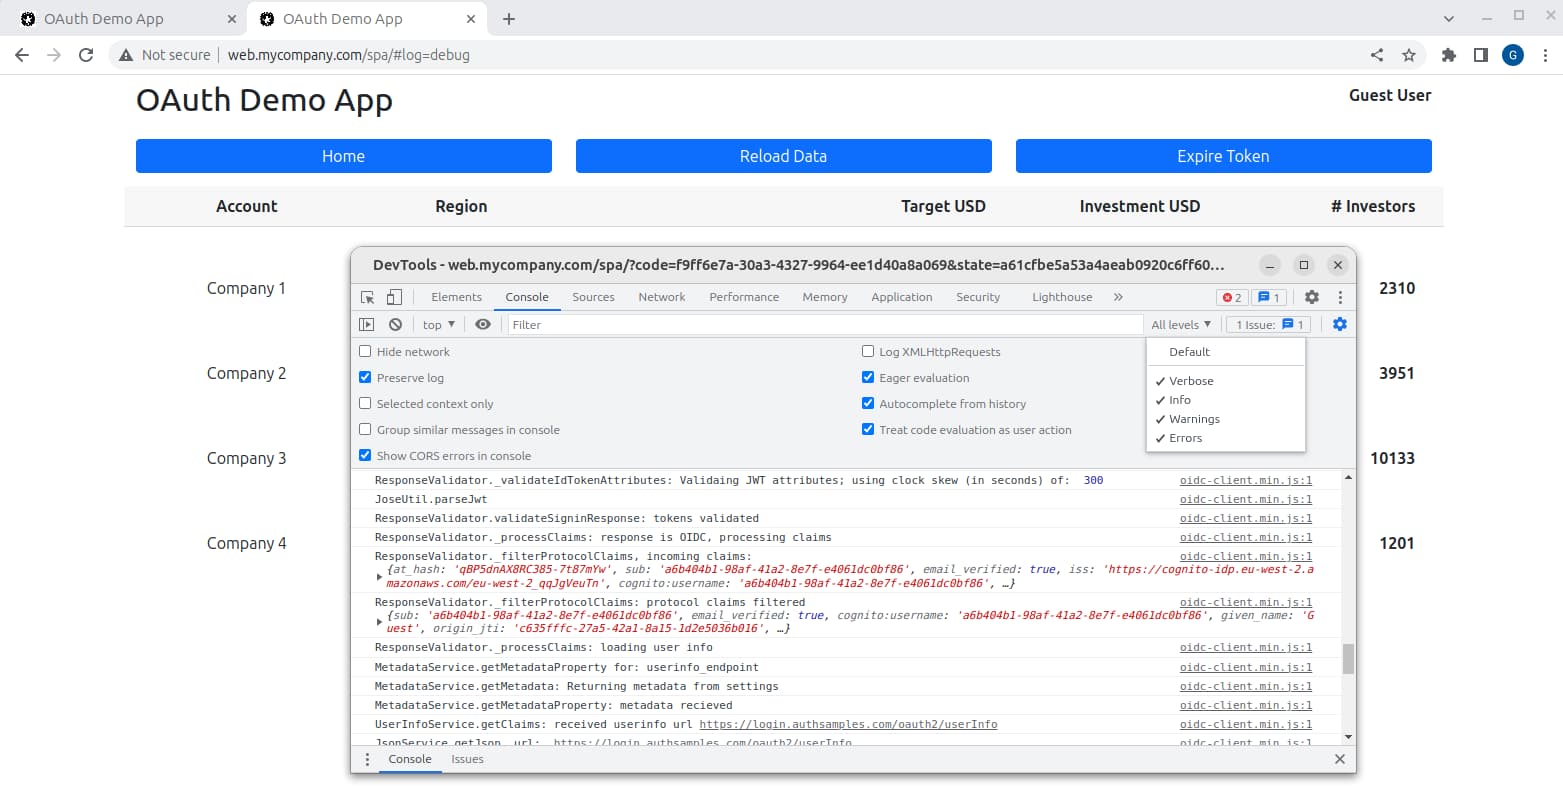 OAuth Demo App
OAuth Demo App
Not secure web.mycompany.com/spa/#log=debug
G
OAuth Demo App
Guest User
Home Reload Data Expire Token
Account Region Target USD Investment USD # Investors
Company 1 2310
Company 2 3951
Company 3 10133
Company 4 1201
DevTools - web.mycompany.com/spa/?code=f9ff6e7a-30a3-4327-9964-ee1d40a8a069&state=a61cfbe5a53a4aeab0920c6ff60...
Elements Console Sources Network Performance Memory Application Security Lighthouse 2 1
top Filter All levels 1 Issue: 1
Hide network Log XMLHttpRequests
Preserve log Eager evaluation
Selected context only Autocomplete from history
Group similar messages in console Treat code evaluation as user action
Show CORS errors in console
Default
Verbose
Info
Warnings
Errors
ResponseValidator._validateIdTokenAttributes: Validaing JWT attributes; using clock skew (in seconds) of: 300 oidc-client.min.js:1
JoseUtil.parseJwt oidc-client.min.js:1
ResponseValidator.validateSigninResponse: tokens validated oidc-client.min.js:1
ResponseValidator._processClaims: response is OIDC, processing claims oidc-client.min.js:1
ResponseValidator._filterProtocolClaims, incoming claims: oidc-client.min.js:1
{at_hash: 'qBP5dnAX8RC385-7t87mYw', sub: 'a6b404b1-98af-41a2-8e7f-e4061dc0bf86', email_verified: true, iss: 'https://cognito-idp.eu-west-2.a
mazonaws.com/eu-west-2_qqJgVeuTn', cognito:username: 'a6b404b1-98af-41a2-8e7f-e4061dc0bf86', …}
ResponseValidator._filterProtocolClaims: protocol claims filtered oidc-client.min.js:1
{sub: 'a6b404b1-98af-41a2-8e7f-e4061dc0bf86', email_verified: true, cognito:username: 'a6b404b1-98af-41a2-8e7f-e4061dc0bf86', given_name: 'G
uest', origin_jti: 'c635fffc-27a5-42a1-8a15-1d2e5036b016', …}
ResponseValidator._processClaims: loading user info oidc-client.min.js:1
MetadataService.getMetadataProperty for: userinfo_endpoint oidc-client.min.js:1
MetadataService.getMetadata: Returning metadata from settings oidc-client.min.js:1
MetadataService.getMetadataProperty: metadata recieved oidc-client.min.js:1
UserInfoService.getClaims: received userinfo url https://login.authsamples.com/oauth2/userInfo oidc-client.min.js:1
JsonService.getJson, url: https://login.authsamples.com/oauth2/userInfo oidc-client.min.js:1
Console Issues